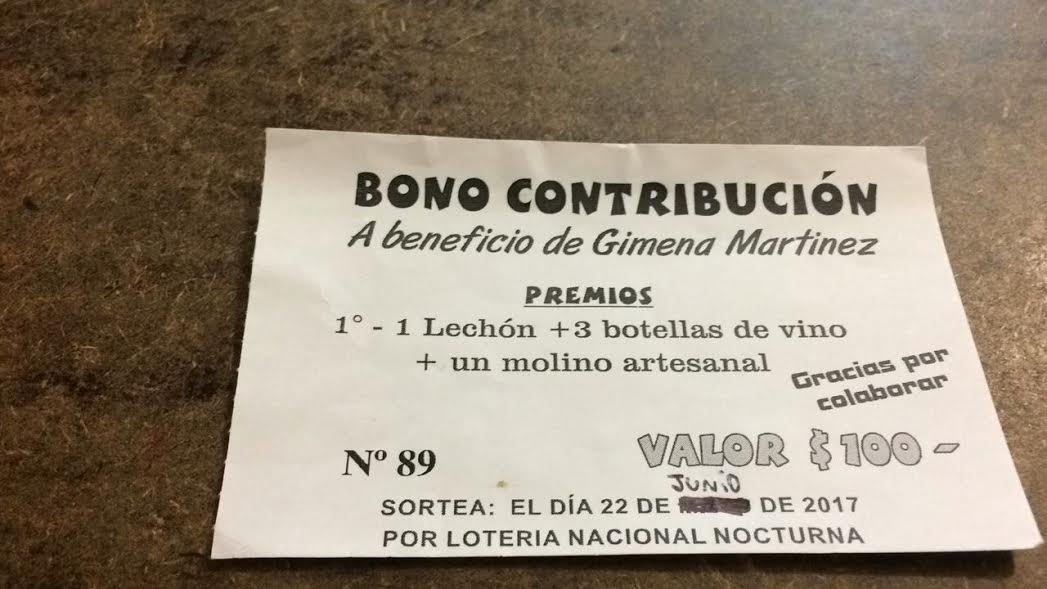 BONO CONTRIBUCIÓN
A beneficio de Gimena Martinez
PREMIOS
1° - 1 Lechón +3 botellas de vino
+ un molino artesanal
Gracias por
colaborar
Nº 89
VALOR $ 100 -
JUNIO
SORTEA: EL DÍA 22 DE DE 2017
POR LOTERIA NACIONAL NOCTURNA